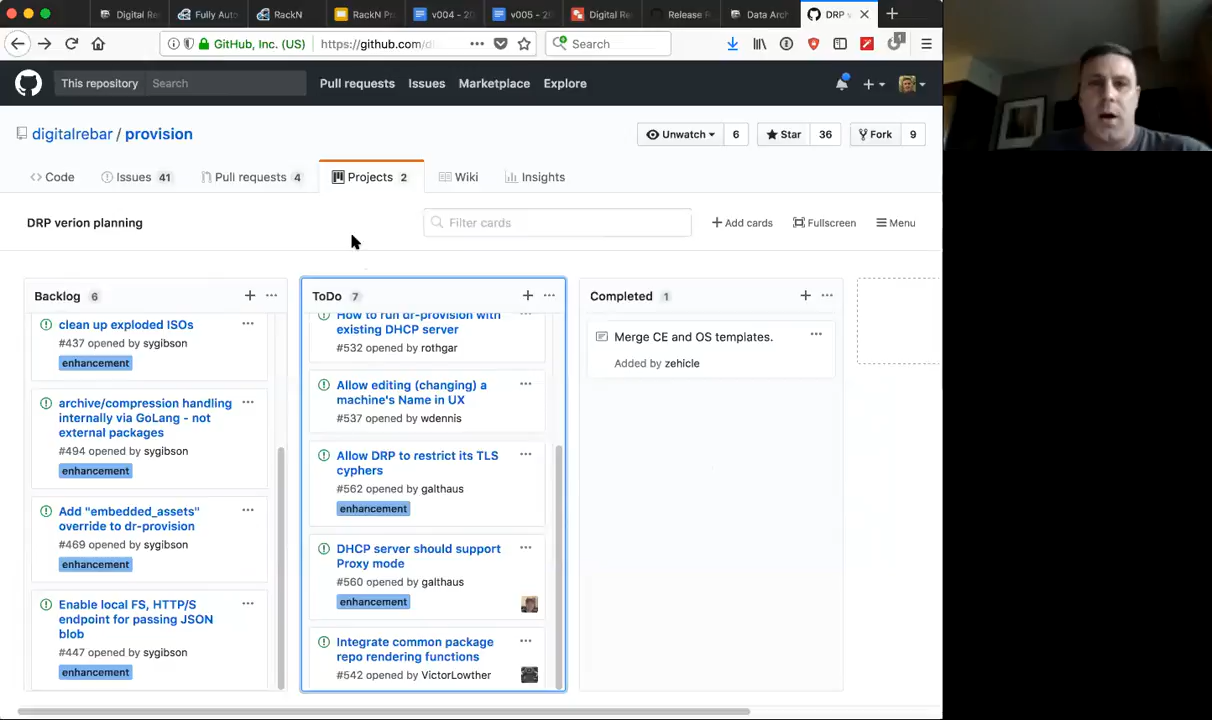 Digital Re
Fully Auto
RackN
RackN Pr
v004 - 20
v005 - 20
Digital Re
Release
Data Arch
DRP v
GitHub, Inc. (US)
https://github.com/di
Search
This repository
Search
Pull requests
Issues
Marketplace
Explore
digitalrebar / provision
Unwatch
6
Star
36
Fork
9
Code
Issues 41
Pull requests 4
Projects 2
Wiki
Insights
DRP verion planning
Filter cards
Add cards
Fullscreen
Menu
Backlog 6
clean up exploded ISOs
#437 opened by sygibson
enhancement
archive/compression handling
internally via GoLang - not
external packages
#494 opened by sygibson
enhancement
Add "embedded_assets"
override to dr-provision
#469 opened by sygibson
enhancement
Enable local FS, HTTP/S
endpoint for passing JSON
blob
#447 opened by sygibson
enhancement
ToDo 7
How to run dr-provision with
existing DHCP server
#532 opened by rothgar
Allow editing (changing) a
machine's Name in UX
#537 opened by wdennis
Allow DRP to restrict its TLS
cyphers
#562 opened by galthaus
enhancement
DHCP server should support
Proxy mode
#560 opened by galthaus
enhancement
Integrate common package
repo rendering functions
#542 opened by VictorLowther
Completed 1
Merge CE and OS templates.
Added by zehicle